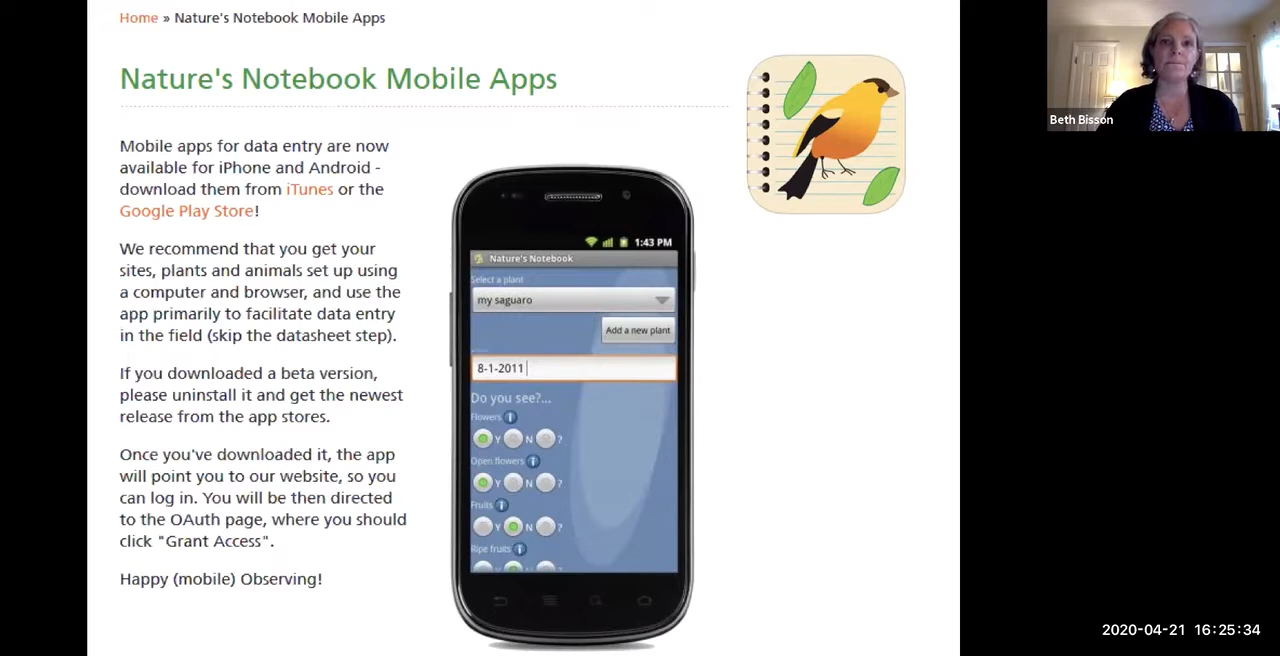 Home » Nature's Notebook Mobile Apps
Nature's Notebook Mobile Apps
Mobile apps for data entry are now
available for iPhone and Android -
download them from iTunes or the
Google Play Store!
We recommend that you get your
sites, plants and animals set up using
a computer and browser, and use the
app primarily to facilitate data entry
in the field (skip the datasheet step).
If you downloaded a beta version,
please uninstall it and get the newest
release from the app stores.
Once you've downloaded it, the app
will point you to our website, so you
can log in. You will be then directed
to the OAuth page, where you should
click "Grant Access".
Happy (mobile) Observing!
1:43 PM
Nature's Notebook
Select a plant
my saguaro
Add a new plant
8-1-2011
Do you see?...
Flowers i
Y N ?
Open flowers i
Y N ?
Fruits i
Y N ?
Ripe fruits i
Beth Bisson
2020-04-21 16:25:34